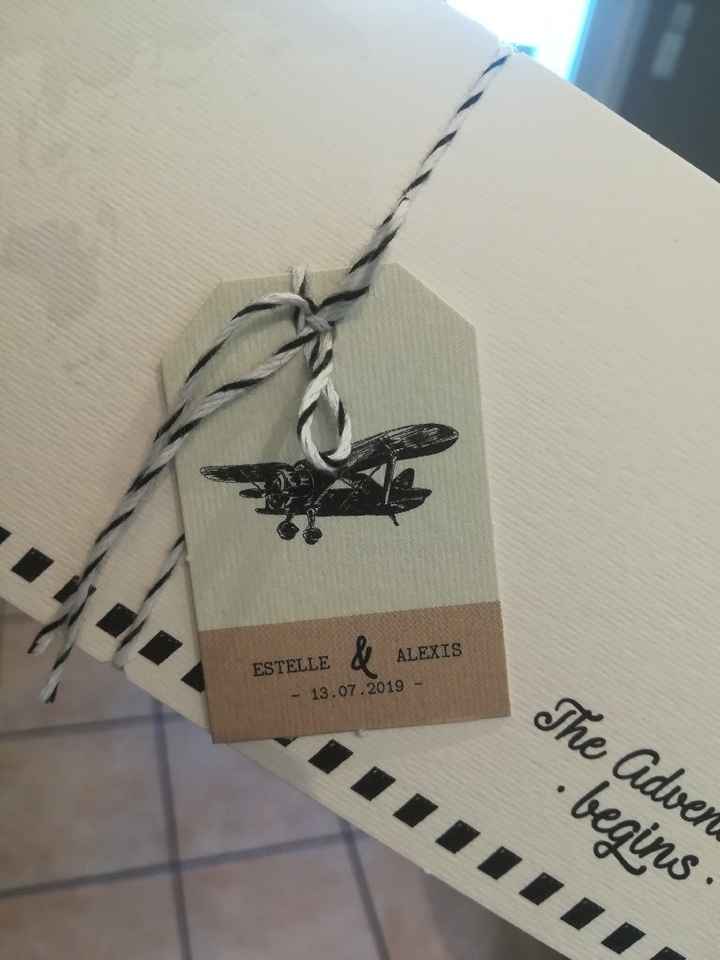 ESTELLE & ALEXIS
- 13.07.2019 -
The
· begins ·